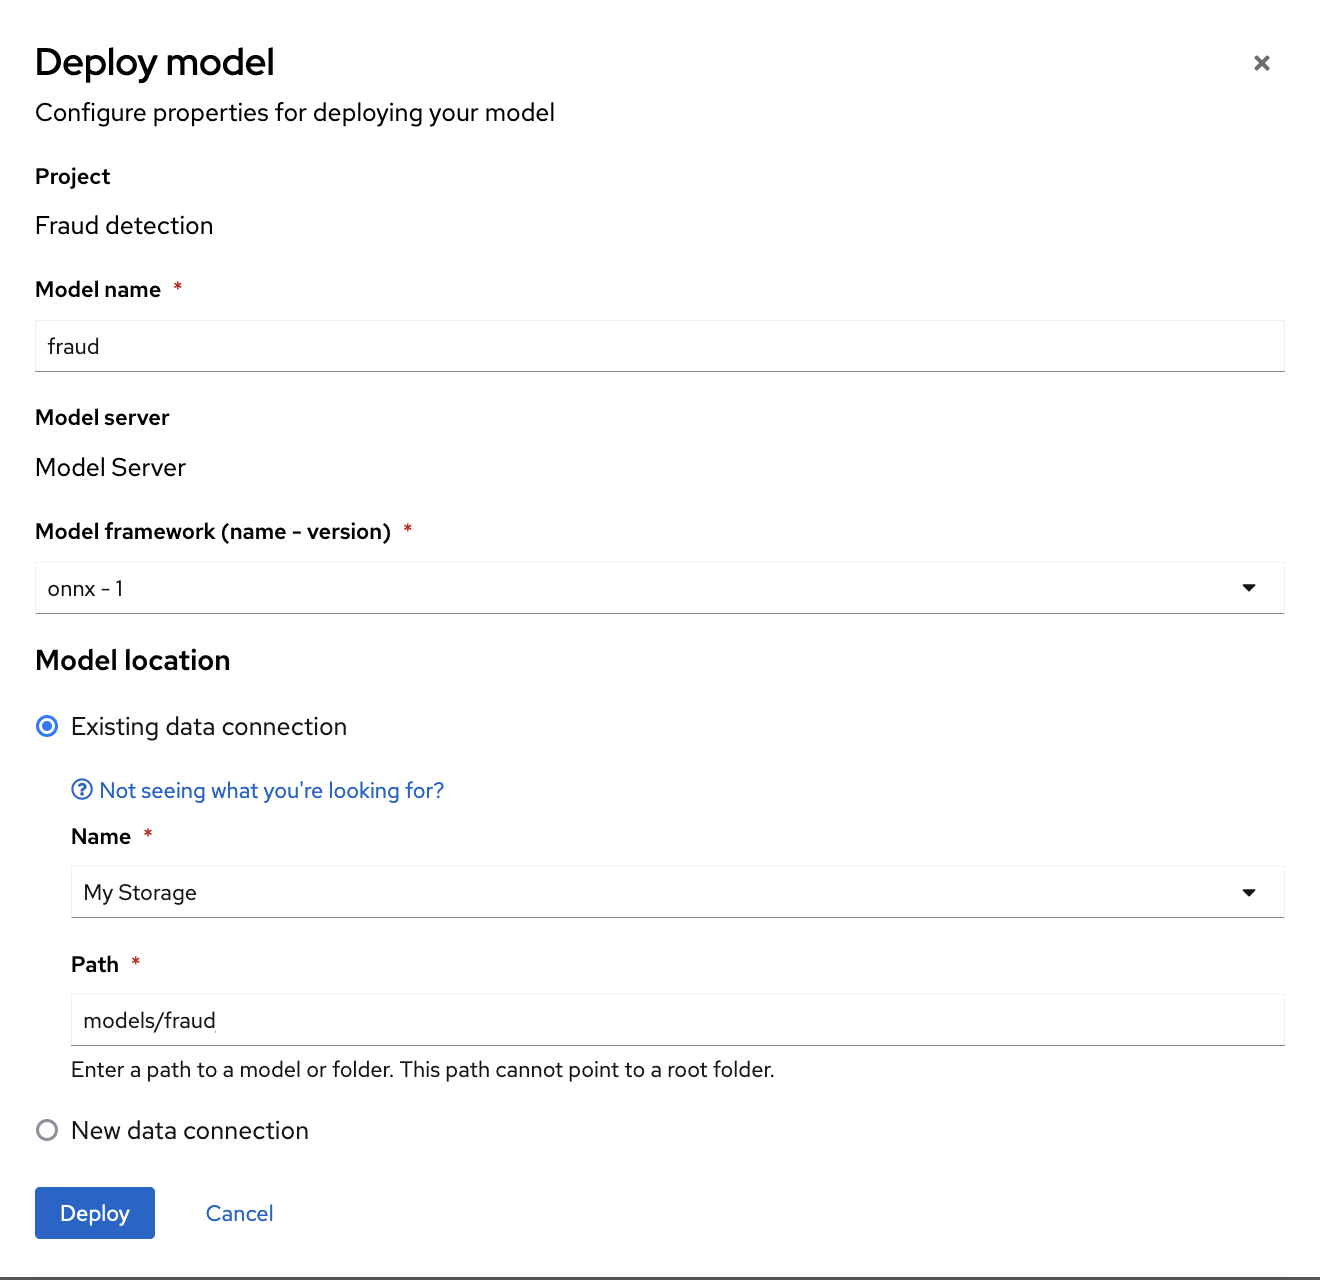 Deploy model
Configure properties for deploying your model
Project
Fraud detection
Model name *
fraud
Model server
Model Server
Model framework (name - version) *
onnx - 1
Model location
Existing data connection
Not seeing what you're looking for?
Name *
My Storage
Path *
models/fraud
Enter a path to a model or folder. This path cannot point to a root folder.
New data connection
Deploy Cancel